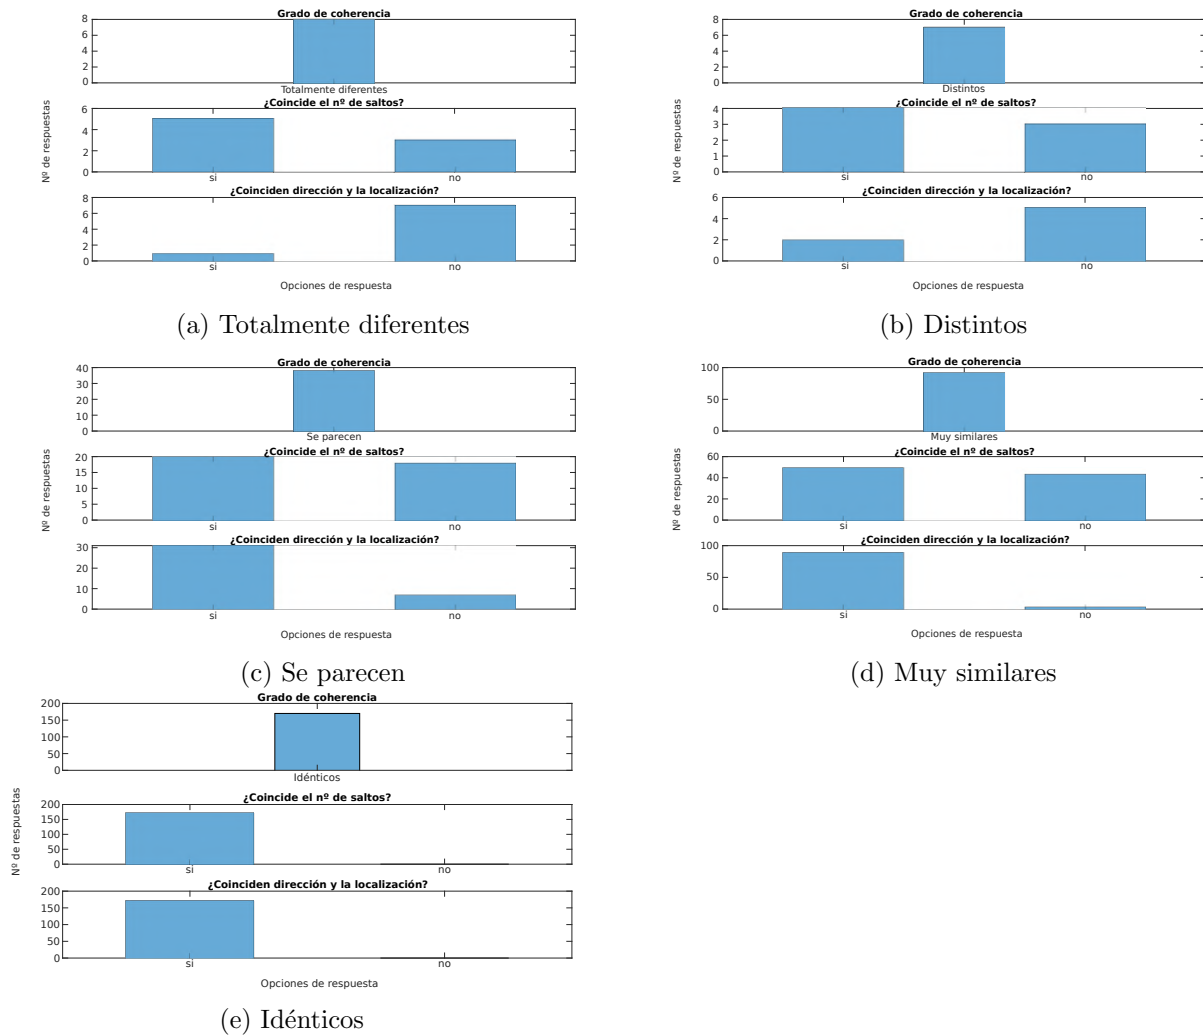 Grado de coherencia
8
6
4
2
0
Totalmente diferentes
¿Coincide el nº de saltos?
6
4
2
0
si
no
¿Coinciden dirección y la localización?
8
6
4
2
0
si
no
Nº de respuestas
Opciones de respuesta
(a) Totalmente diferentes
Grado de coherencia
8
6
4
2
0
Distintos
¿Coincide el nº de saltos?
4
3
2
1
0
si
no
¿Coinciden dirección y la localización?
6
4
2
0
si
no
Nº de respuestas
Opciones de respuesta
(b) Distintos
Grado de coherencia
40
30
20
10
0
Se parecen
¿Coincide el nº de saltos?
20
15
10
5
0
si
no
¿Coinciden dirección y la localización?
30
20
10
0
si
no
Nº de respuestas
Opciones de respuesta
(c) Se parecen
Grado de coherencia
100
50
0
Muy similares
¿Coincide el nº de saltos?
60
40
20
0
si
no
¿Coinciden dirección y la localización?
100
50
0
si
no
Nº de respuestas
Opciones de respuesta
(d) Muy similares
Grado de coherencia
200
150
100
50
0
Idénticos
¿Coincide el nº de saltos?
200
150
100
50
0
si
no
¿Coinciden dirección y la localización?
200
150
100
50
0
si
no
Nº de respuestas
Opciones de respuesta
(e) Idénticos